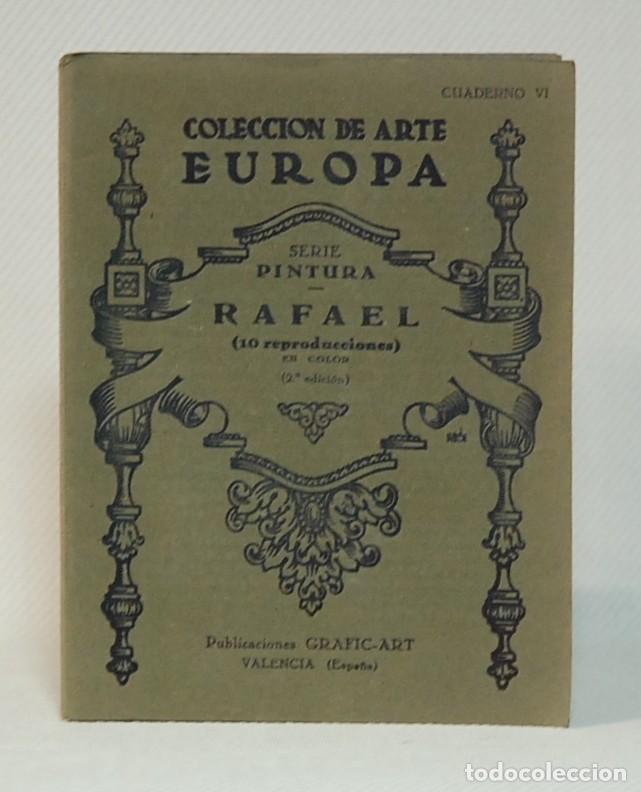 CUADERNO VI
COLECCION DE ARTE
EUROPA
SERIE
PINTURA
RAFAEL
(10 reproducciones)
EN COLOR
(2.ª edición)
Publicaciones GRAFIC-ART
VALENCIA (España)
todocoleccion